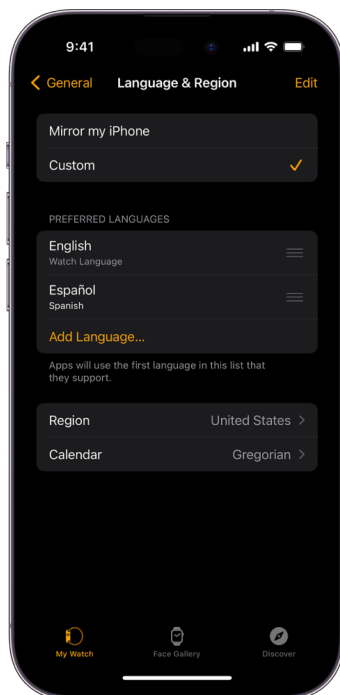 9:41
General
Language & Region
Edit
Mirror my iPhone
Custom
PREFERRED LANGUAGES
English
Watch Language
Español
Spanish
Add Language...
Apps will use the first language in this list that
they support.
Region
United States
Calendar
Gregorian
My Watch
Face Gallery
Discover